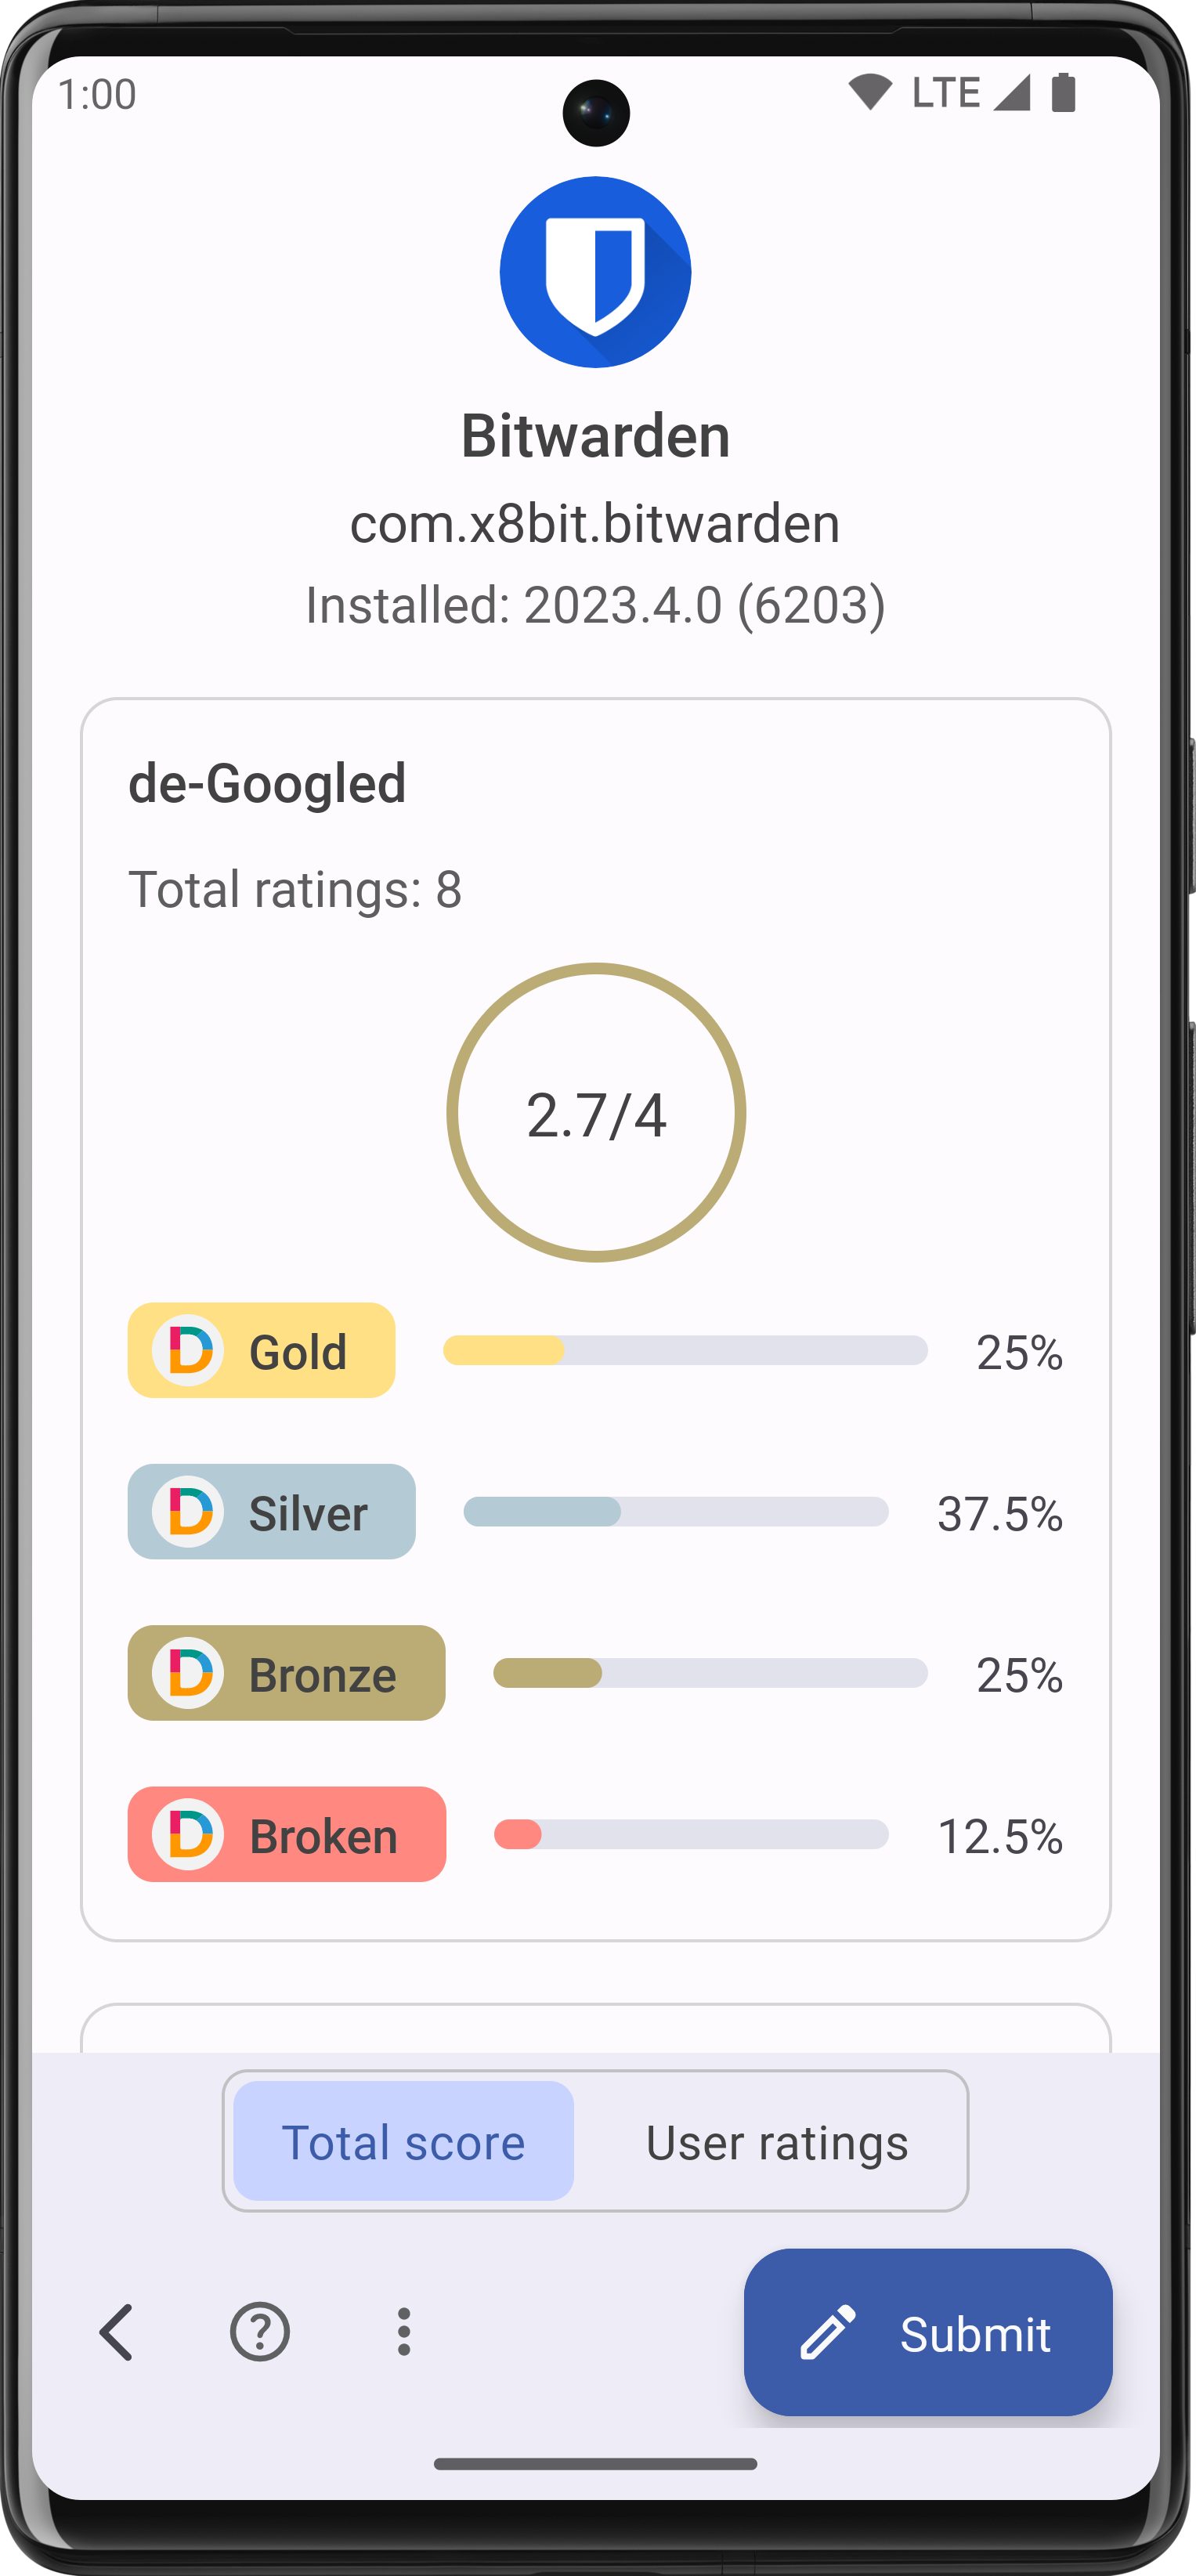 1:00 LTE
Bitwarden
com.x8bit.bitwarden
Installed: 2023.4.0 (6203)
de-Googled
Total ratings: 8
2.7/4
D Gold 25%
D Silver 37.5%
D Bronze 25%
D Broken 12.5%
Total score User ratings
Submit